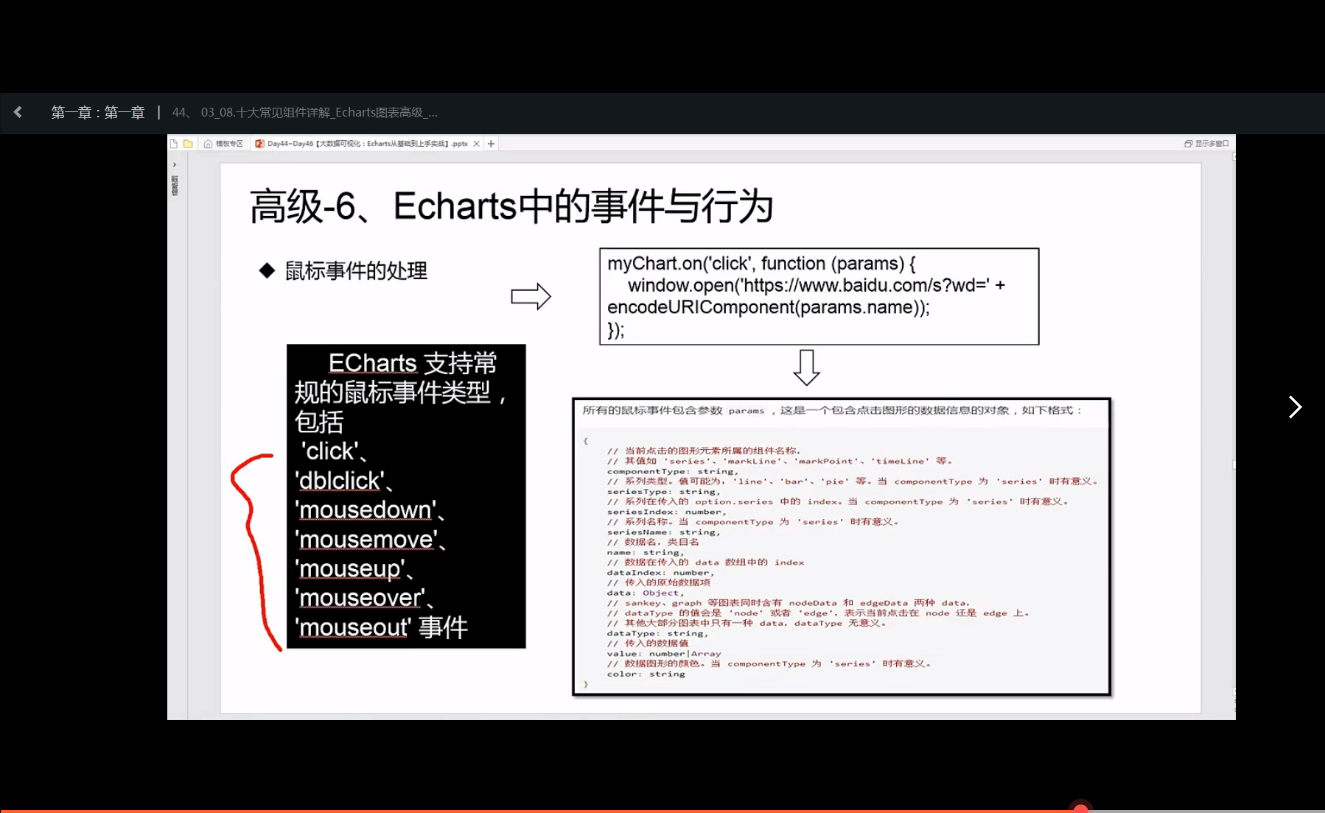 第一章 : 第一章 | 44、 03_08.十大常见组件详解_Echarts图表高级_...
模板专区
Day44~Day46【大数据可视化：Echarts从基础到上手实战】.pptx
显示多窗口
高级-6、Echarts中的事件与行为
◆ 鼠标事件的处理
myChart.on('click', function (params) {
window.open('https://www.baidu.com/s?wd=' +
encodeURIComponent(params.name));
});
ECharts 支持常
规的鼠标事件类型，
包括
'click'、
'dblclick'、
'mousedown'、
'mousemove'、
'mouseup'、
'mouseover'、
'mouseout' 事件
所有的鼠标事件包含参数 params ，这是一个包含点击图形的数据信息的对象，如下格式：
{
// 当前点击的图形元素所属的组件名称，
// 其值如 'series'、'markLine'、'markPoint'、'timeLine' 等。
componentType: string,
// 系列类型。值可能为：'line'、'bar'、'pie' 等。当 componentType 为 'series' 时有意义。
seriesType: string,
// 系列在传入的 option.series 中的 index。当 componentType 为 'series' 时有意义。
seriesIndex: number,
// 系列名称。当 componentType 为 'series' 时有意义。
seriesName: string,
// 数据名，类目名
name: string,
// 数据在传入的 data 数组中的 index
dataIndex: number,
// 传入的原始数据项
data: Object,
// sankey、graph 等图表同时含有 nodeData 和 edgeData 两种 data，
// dataType 的值会是 'node' 或者 'edge'，表示当前点击在 node 还是 edge 上。
// 其他大部分图表中只有一种 data，dataType 无意义。
dataType: string,
// 传入的数据值
value: number|Array
// 数据图形的颜色。当 componentType 为 'series' 时有意义。
color: string
}